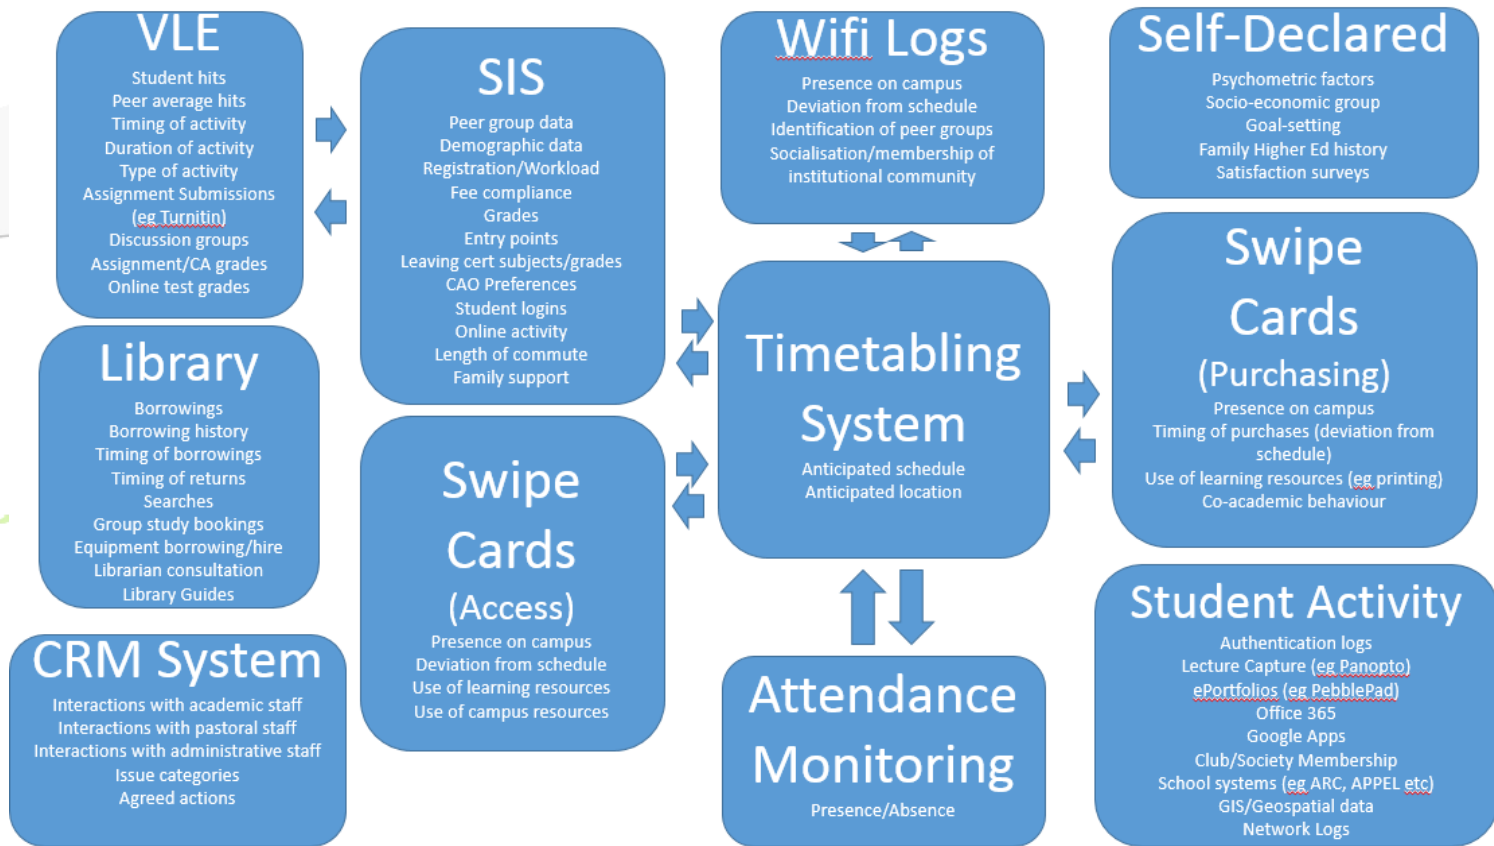 VLE
Student hits
Peer average hits
Timing of activity
Duration of activity
Type of activity
Assignment Submissions
(eg Turnitin)
Discussion groups
Assignment/CA grades
Online test grades
Library
Borrowings
Borrowing history
Timing of borrowings
Timing of returns
Searches
Group study bookings
Equipment borrowing/hire
Librarian consultation
Library Guides
CRM System
Interactions with academic staff
Interactions with pastoral staff
Interactions with administrative staff
Issue categories
Agreed actions
SIS
Peer group data
Demographic data
Registration/Workload
Fee compliance
Grades
Entry points
Leaving cert subjects/grades
CAO Preferences
Student logins
Online activity
Length of commute
Family support
Swipe
Cards
(Access)
Presence on campus
Deviation from schedule
Use of learning resources
Use of campus resources
Wifi Logs
Presence on campus
Deviation from schedule
Identification of peer groups
Socialisation/membership of
institutional community
Timetabling
System
Anticipated schedule
Anticipated location
Attendance
Monitoring
Presence/Absence
Self-Declared
Psychometric factors
Socio-economic group
Goal-setting
Family Higher Ed history
Satisfaction surveys
Swipe
Cards
(Purchasing)
Presence on campus
Timing of purchases (deviation from
schedule)
Use of learning resources (eg printing)
Co-academic behaviour
Student Activity
Authentication logs
Lecture Capture (eg Panopto)
ePortfolios (eg PebblePad)
Office 365
Google Apps
Club/Society Membership
School systems (eg ARC, APPEL etc)
GIS/Geospatial data
Network Logs